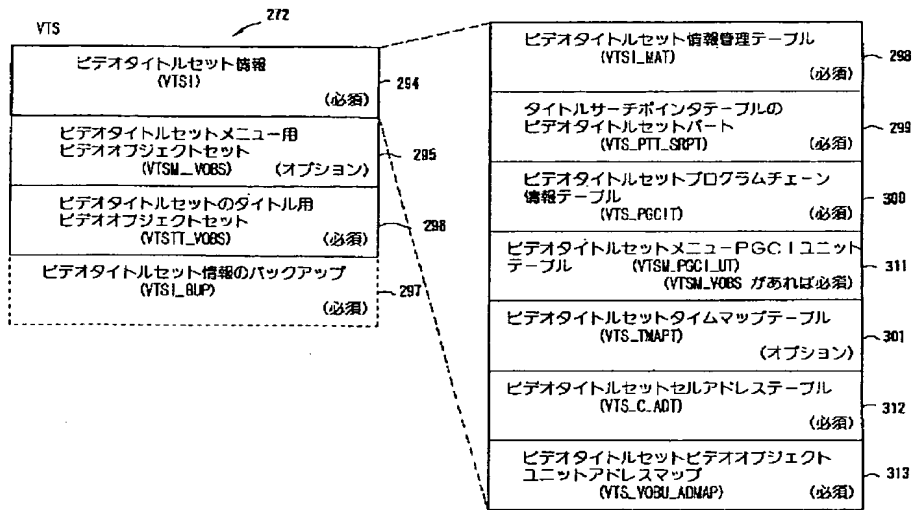 VTS
272
ビデオタイトルセット情報
(VTSI)
(必須)
294
ビデオタイトルセットメニュー用
ビデオオブジェクトセット
(VTSM_VOBS) (オプション)
295
ビデオタイトルセットのタイトル用
ビデオオブジェクトセット
(VTSTT_VOBS) (必須)
296
ビデオタイトルセット情報のバックアップ
(VTSI_BUP)
(必須)
297
ビデオタイトルセット情報管理テーブル
(VTSI_MAT)
(必須)
298
タイトルサーチポインタテーブルの
ビデオタイトルセットパート
(VTS_PTT_SRPT) (必須)
299
ビデオタイトルセットプログラムチェーン
情報テーブル
(VTS_PGCIT) (必須)
300
ビデオタイトルセットメニューPGCIユニット
テーブル (VTSM_PGCI_UT)
(VTSM_VOBS があれば必須)
311
ビデオタイトルセットタイムマップテーブル
(VTS_TMAPT)
(オプション)
301
ビデオタイトルセットセルアドレステーブル
(VTS_C_ADT)
(必須)
312
ビデオタイトルセットビデオオブジェクト
ユニットアドレスマップ
(VTS_VOBU_ADMAP) (必須)
313